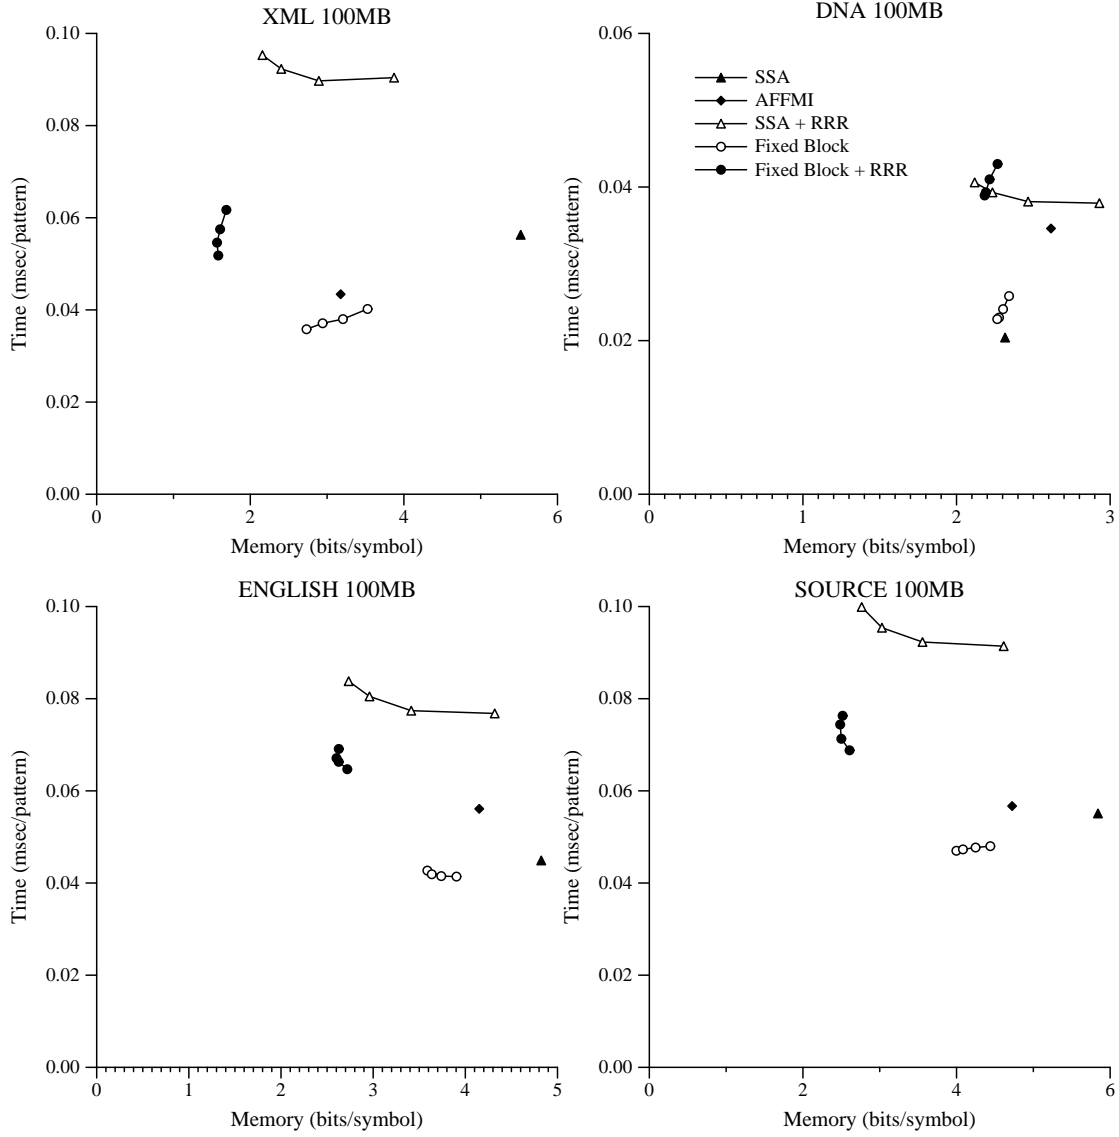 XML 100MB
0.10
0.08
0.06
0.04
0.02
0.00
Time (msec/pattern)
0 2 4 6
Memory (bits/symbol)
DNA 100MB
0.06
0.04
0.02
0.00
Time (msec/pattern)
SSA
AFFMI
SSA + RRR
Fixed Block
Fixed Block + RRR
0 1 2 3
Memory (bits/symbol)
ENGLISH 100MB
0.10
0.08
0.06
0.04
0.02
0.00
Time (msec/pattern)
0 1 2 3 4 5
Memory (bits/symbol)
SOURCE 100MB
0.10
0.08
0.06
0.04
0.02
0.00
Time (msec/pattern)
0 2 4 6
Memory (bits/symbol)